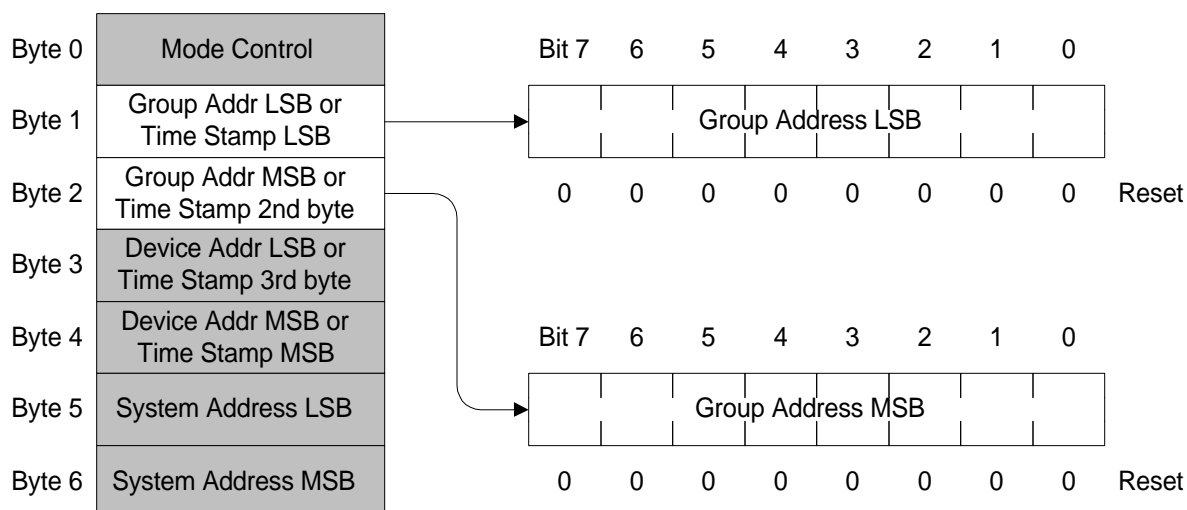 Byte 0 Mode Control
Byte 1 Group Addr LSB or
Time Stamp LSB
Byte 2 Group Addr MSB or
Time Stamp 2nd byte
Byte 3 Device Addr LSB or
Time Stamp 3rd byte
Byte 4 Device Addr MSB or
Time Stamp MSB
Byte 5 System Address LSB
Byte 6 System Address MSB
Bit 7 6 5 4 3 2 1 0
Group Address LSB
0 0 0 0 0 0 0 0 Reset
Bit 7 6 5 4 3 2 1 0
Group Address MSB
0 0 0 0 0 0 0 0 Reset